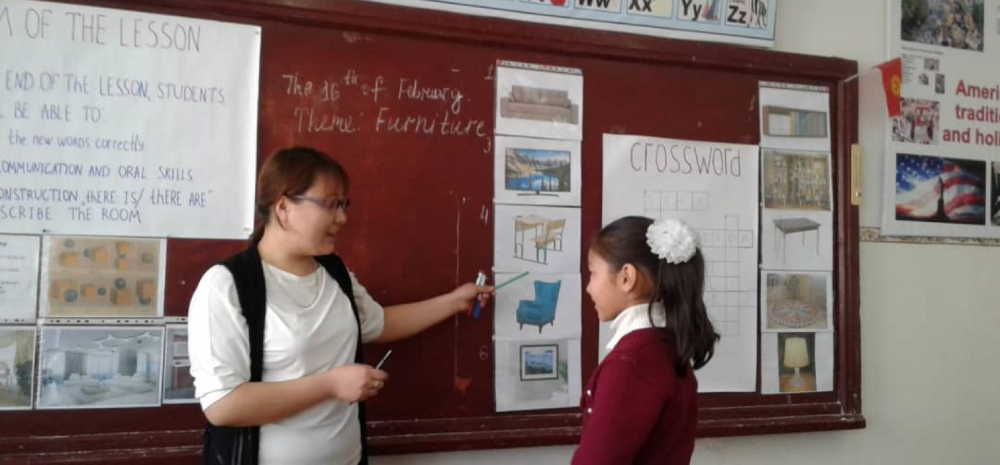 OF THE LESSON
END OF THE LESSON, STUDENTS
BE ABLE TO:
the new words correctly
COMMUNICATION AND ORAL SKILLS
ONSTRUCTION "thERE IS/ thERE ARE"
SCRIBE THE ROOM
The 16th of February.
Theme: Furniture
1
3
4
6
crossword
1
Ww Xx Yy Zz
Ameri
traditi
and holi